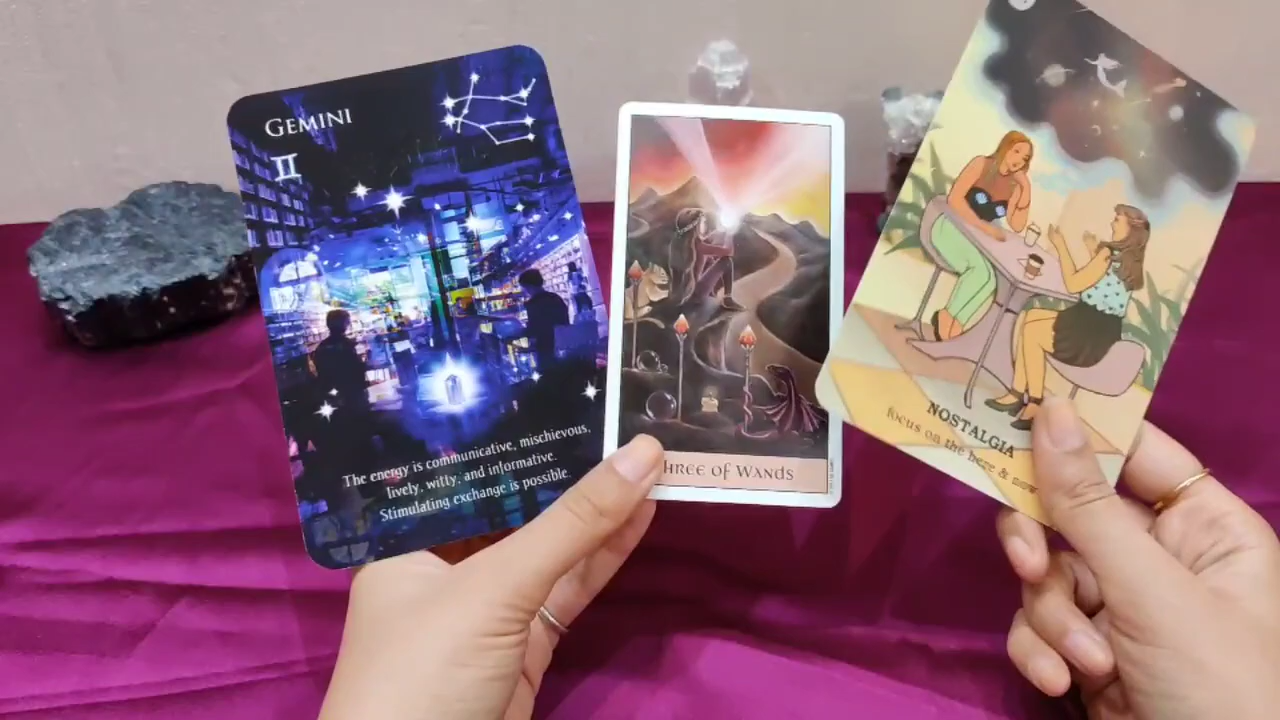 GEMINI
♊
The energy is communicative, mischievous,
lively, witty, and informative.
Stimulating exchange is possible.
THREE OF WANDS
NOSTALGIA
focus on the here & now